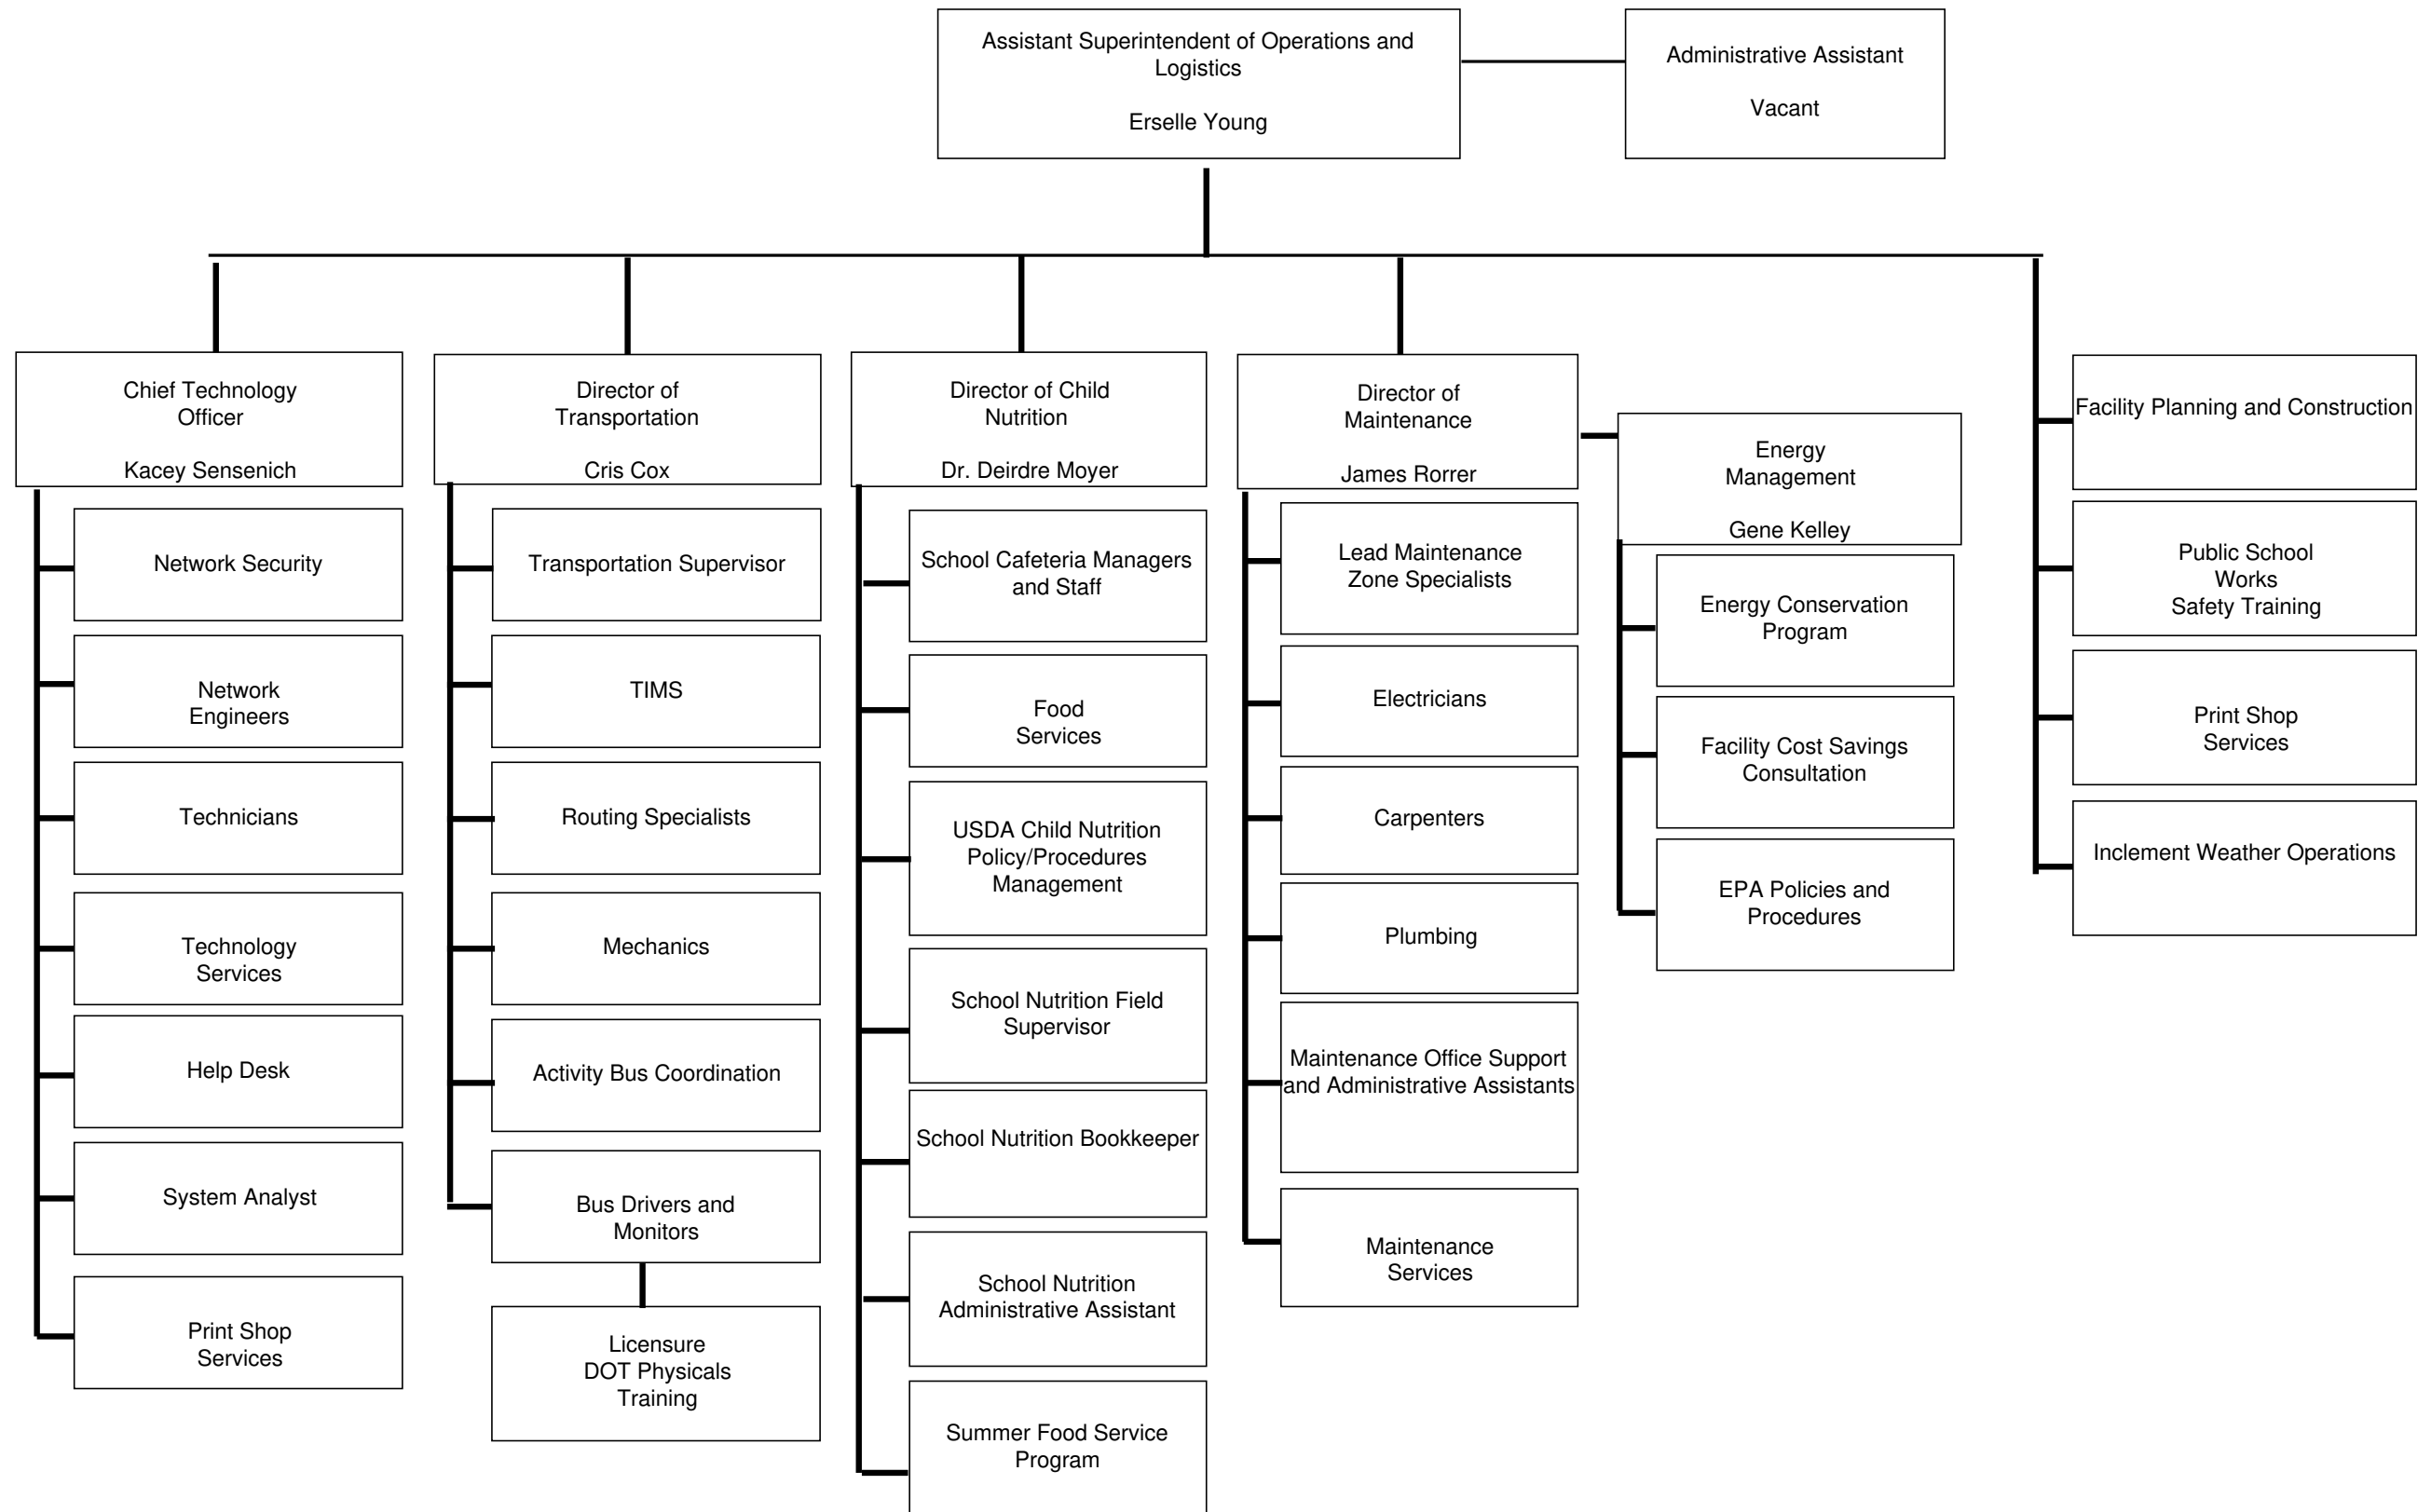 Assistant Superintendent of Operations and
Logistics
Erselle Young
Administrative Assistant
Vacant
Chief Technology
Officer
Kacey Sensenich
Network Security
Network
Engineers
Technicians
Technology
Services
Help Desk
System Analyst
Print Shop
Services
Director of
Transportation
Cris Cox
Transportation Supervisor
TIMS
Routing Specialists
Mechanics
Activity Bus Coordination
Bus Drivers and
Monitors
Licensure
DOT Physicals
Training
Director of Child
Nutrition
Dr. Deirdre Moyer
School Cafeteria Managers
and Staff
Food
Services
USDA Child Nutrition
Policy/Procedures
Management
School Nutrition Field
Supervisor
School Nutrition Bookkeeper
School Nutrition
Administrative Assistant
Summer Food Service
Program
Director of
Maintenance
James Rorrer
Lead Maintenance
Zone Specialists
Electricians
Carpenters
Plumbing
Maintenance Office Support
and Administrative Assistants
Maintenance
Services
Energy
Management
Gene Kelley
Energy Conservation
Program
Facility Cost Savings
Consultation
EPA Policies and
Procedures
Facility Planning and Construction
Public School
Works
Safety Training
Print Shop
Services
Inclement Weather Operations